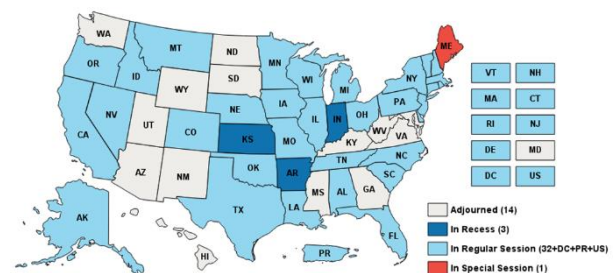 WA
ME
MT
ND
MN
OR
ID
SD
WI
MI
NY
WY
NE
IA
PA
NV
UT
IL
IN
OH
CA
CO
KS
MO
KY
WV
VA
AZ
NM
OK
AR
TN
NC
SC
MS
AL
GA
TX
LA
FL
AK
HI
PR
VT NH
MA CT
RI NJ
DE MD
DC US
Adjourned (14)
In Recess (3)
In Regular Session (32+DC+PR+US)
In Special Session (1)